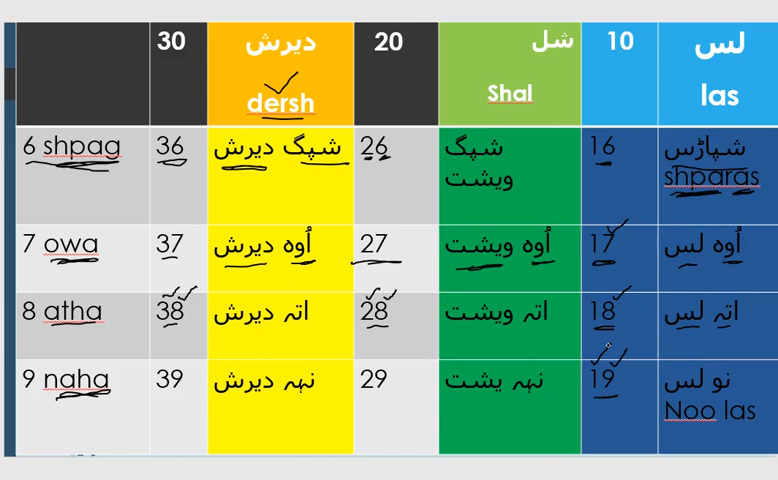 30 دیرش 20 شل 10 لس
dersh Shal las
6 shpag 36 شپگ دیرش 26 شپگ 16 شپاڑس
ویشت shparas
7 owa 37 اُوہ دیرش 27 اُوہ ویشت 17 اُوہ لس
8 atha 38 اتہ دیرش 28 اتہ ویشت 18 اتہ لس
9 naha 39 نہہ دیرش 29 نہہ یشت 19 نو لس
Noo las